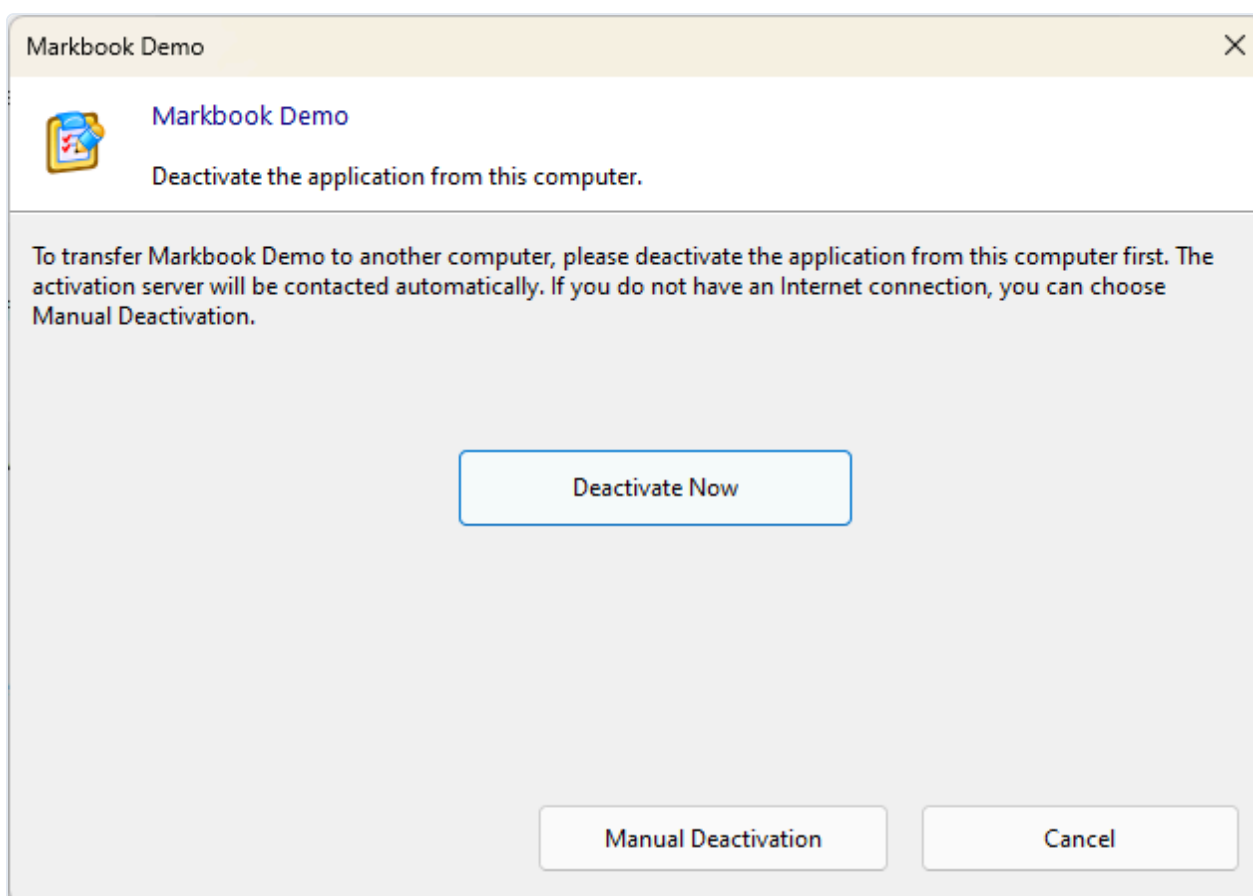 Markbook Demo
Markbook Demo
Deactivate the application from this computer.
To transfer Markbook Demo to another computer, please deactivate the application from this computer first. The
activation server will be contacted automatically. If you do not have an Internet connection, you can choose
Manual Deactivation.
Deactivate Now
Manual Deactivation
Cancel